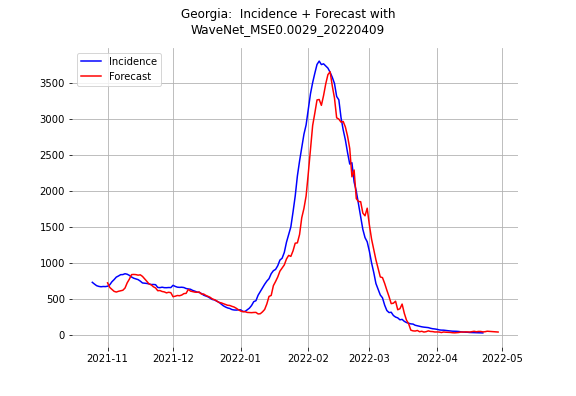 Georgia:  Incidence + Forecast with
WaveNet_MSE0.0029_20220409
Incidence
Forecast
3500
3000
2500
2000
1500
1000
500
0
2021-11 2021-12 2022-01 2022-02 2022-03 2022-04 2022-05